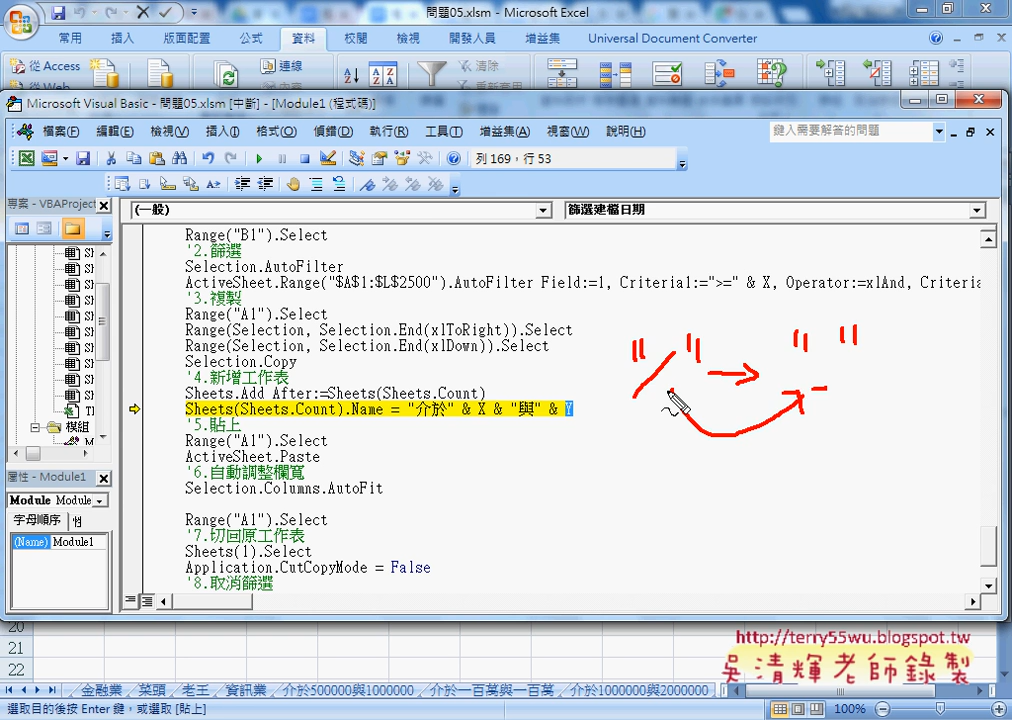 問題05.xlsm - Microsoft Excel
常用 插入 版面配置 公式 資料 校閱 檢視 開發人員 增益集 Universal Document Converter
從 Access 連線 清除
從 Web
Microsoft Visual Basic - 問題05.xlsm [中斷] - [Module1 (程式碼)]
檔案(F) 編輯(E) 檢視(V) 插入(I) 格式(O) 偵錯(D) 執行(R) 工具(T) 增益集(A) 視窗(W) 說明(H) 鍵入需要解答的問題
列 169，行 53
專案 - VBAProject
(一般) 篩選建檔日期
Range("B1").Select
'2.篩選
Selection.AutoFilter
ActiveSheet.Range("$A$1:$L$2500").AutoFilter Field:=1, Criteria1:=">=" & X, Operator:=xlAnd, Criteria
'3.複製
Range("A1").Select
Range(Selection, Selection.End(xlToRight)).Select
Range(Selection, Selection.End(xlDown)).Select
Selection.Copy
'4.新增工作表
Sheets.Add After:=Sheets(Sheets.Count)
Sheets(Sheets.Count).Name = "介於" & X & "與" & Y
'5.貼上
Range("A1").Select
ActiveSheet.Paste
'6.自動調整欄寬
Selection.Columns.AutoFit
Range("A1").Select
'7.切回原工作表
Sheets(1).Select
Application.CutCopyMode = False
'8.取消篩選
模組
屬性 - Module1
Module Module
字母順序
(Name) Module1
" / " → " "
-
20
21
22
http://terry55wu.blogspot.tw
吳清輝老師錄製
金融業 菜頭 老王 資訊業 介於500000與1000000 介於一百萬與一百萬 介於1000000與2000000
選取目的後按 Enter 鍵，或選取 [貼上] 100%